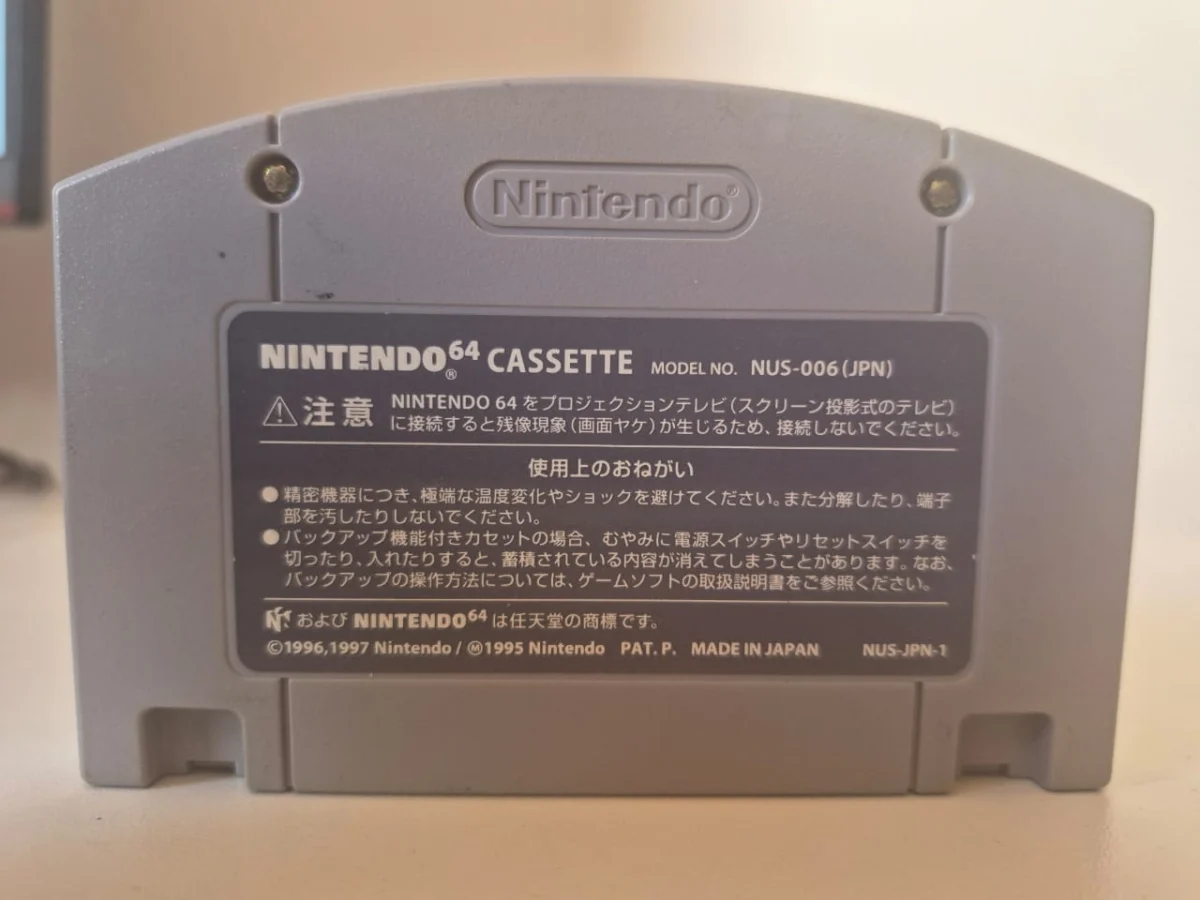 Nintendo®
NINTENDO64® CASSETTE MODEL NO. NUS-006(JPN)
⚠注意 NINTENDO 64をプロジェクションテレビ(スクリーン投影式のテレビ)
に接続すると残像現象(画面ヤケ)が生じるため、接続しないでください。
使用上のおねがい
●精密機器につき、極端な温度変化やショックを避けてください。また分解したり、端子
部を汚したりしないでください。
●バックアップ機能付きカセットの場合、むやみに電源スイッチやリセットスイッチを
切ったり、入れたりすると、蓄積されている内容が消えてしまうことがあります。なお、
バックアップの操作方法については、ゲームソフトの取扱説明書をご参照ください。
およびNINTENDO64は任天堂の商標です。
©1996,1997 Nintendo/Ⓜ1995 Nintendo PAT. P. MADE IN JAPAN NUS-JPN-1